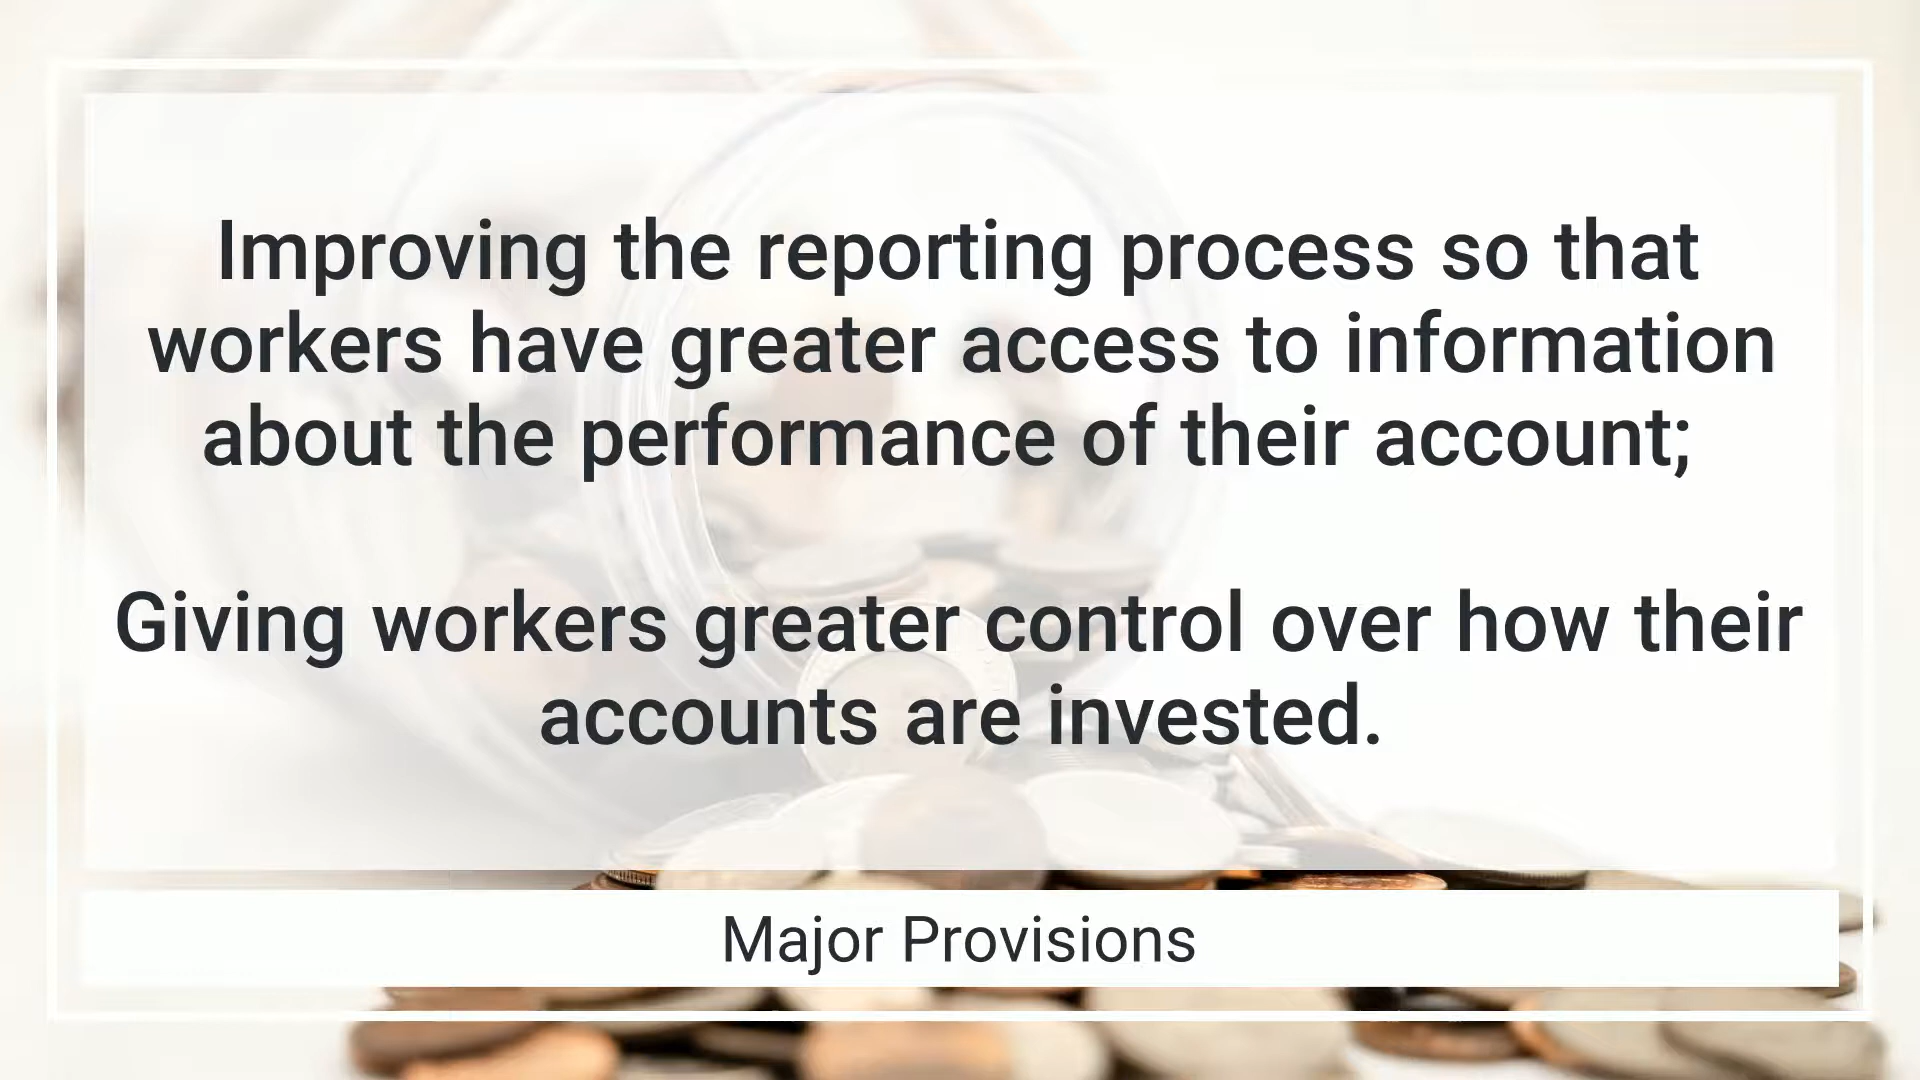 Improving the reporting process so that
workers have greater access to information
about the performance of their account;
Giving workers greater control over how their
accounts are invested.
Major Provisions